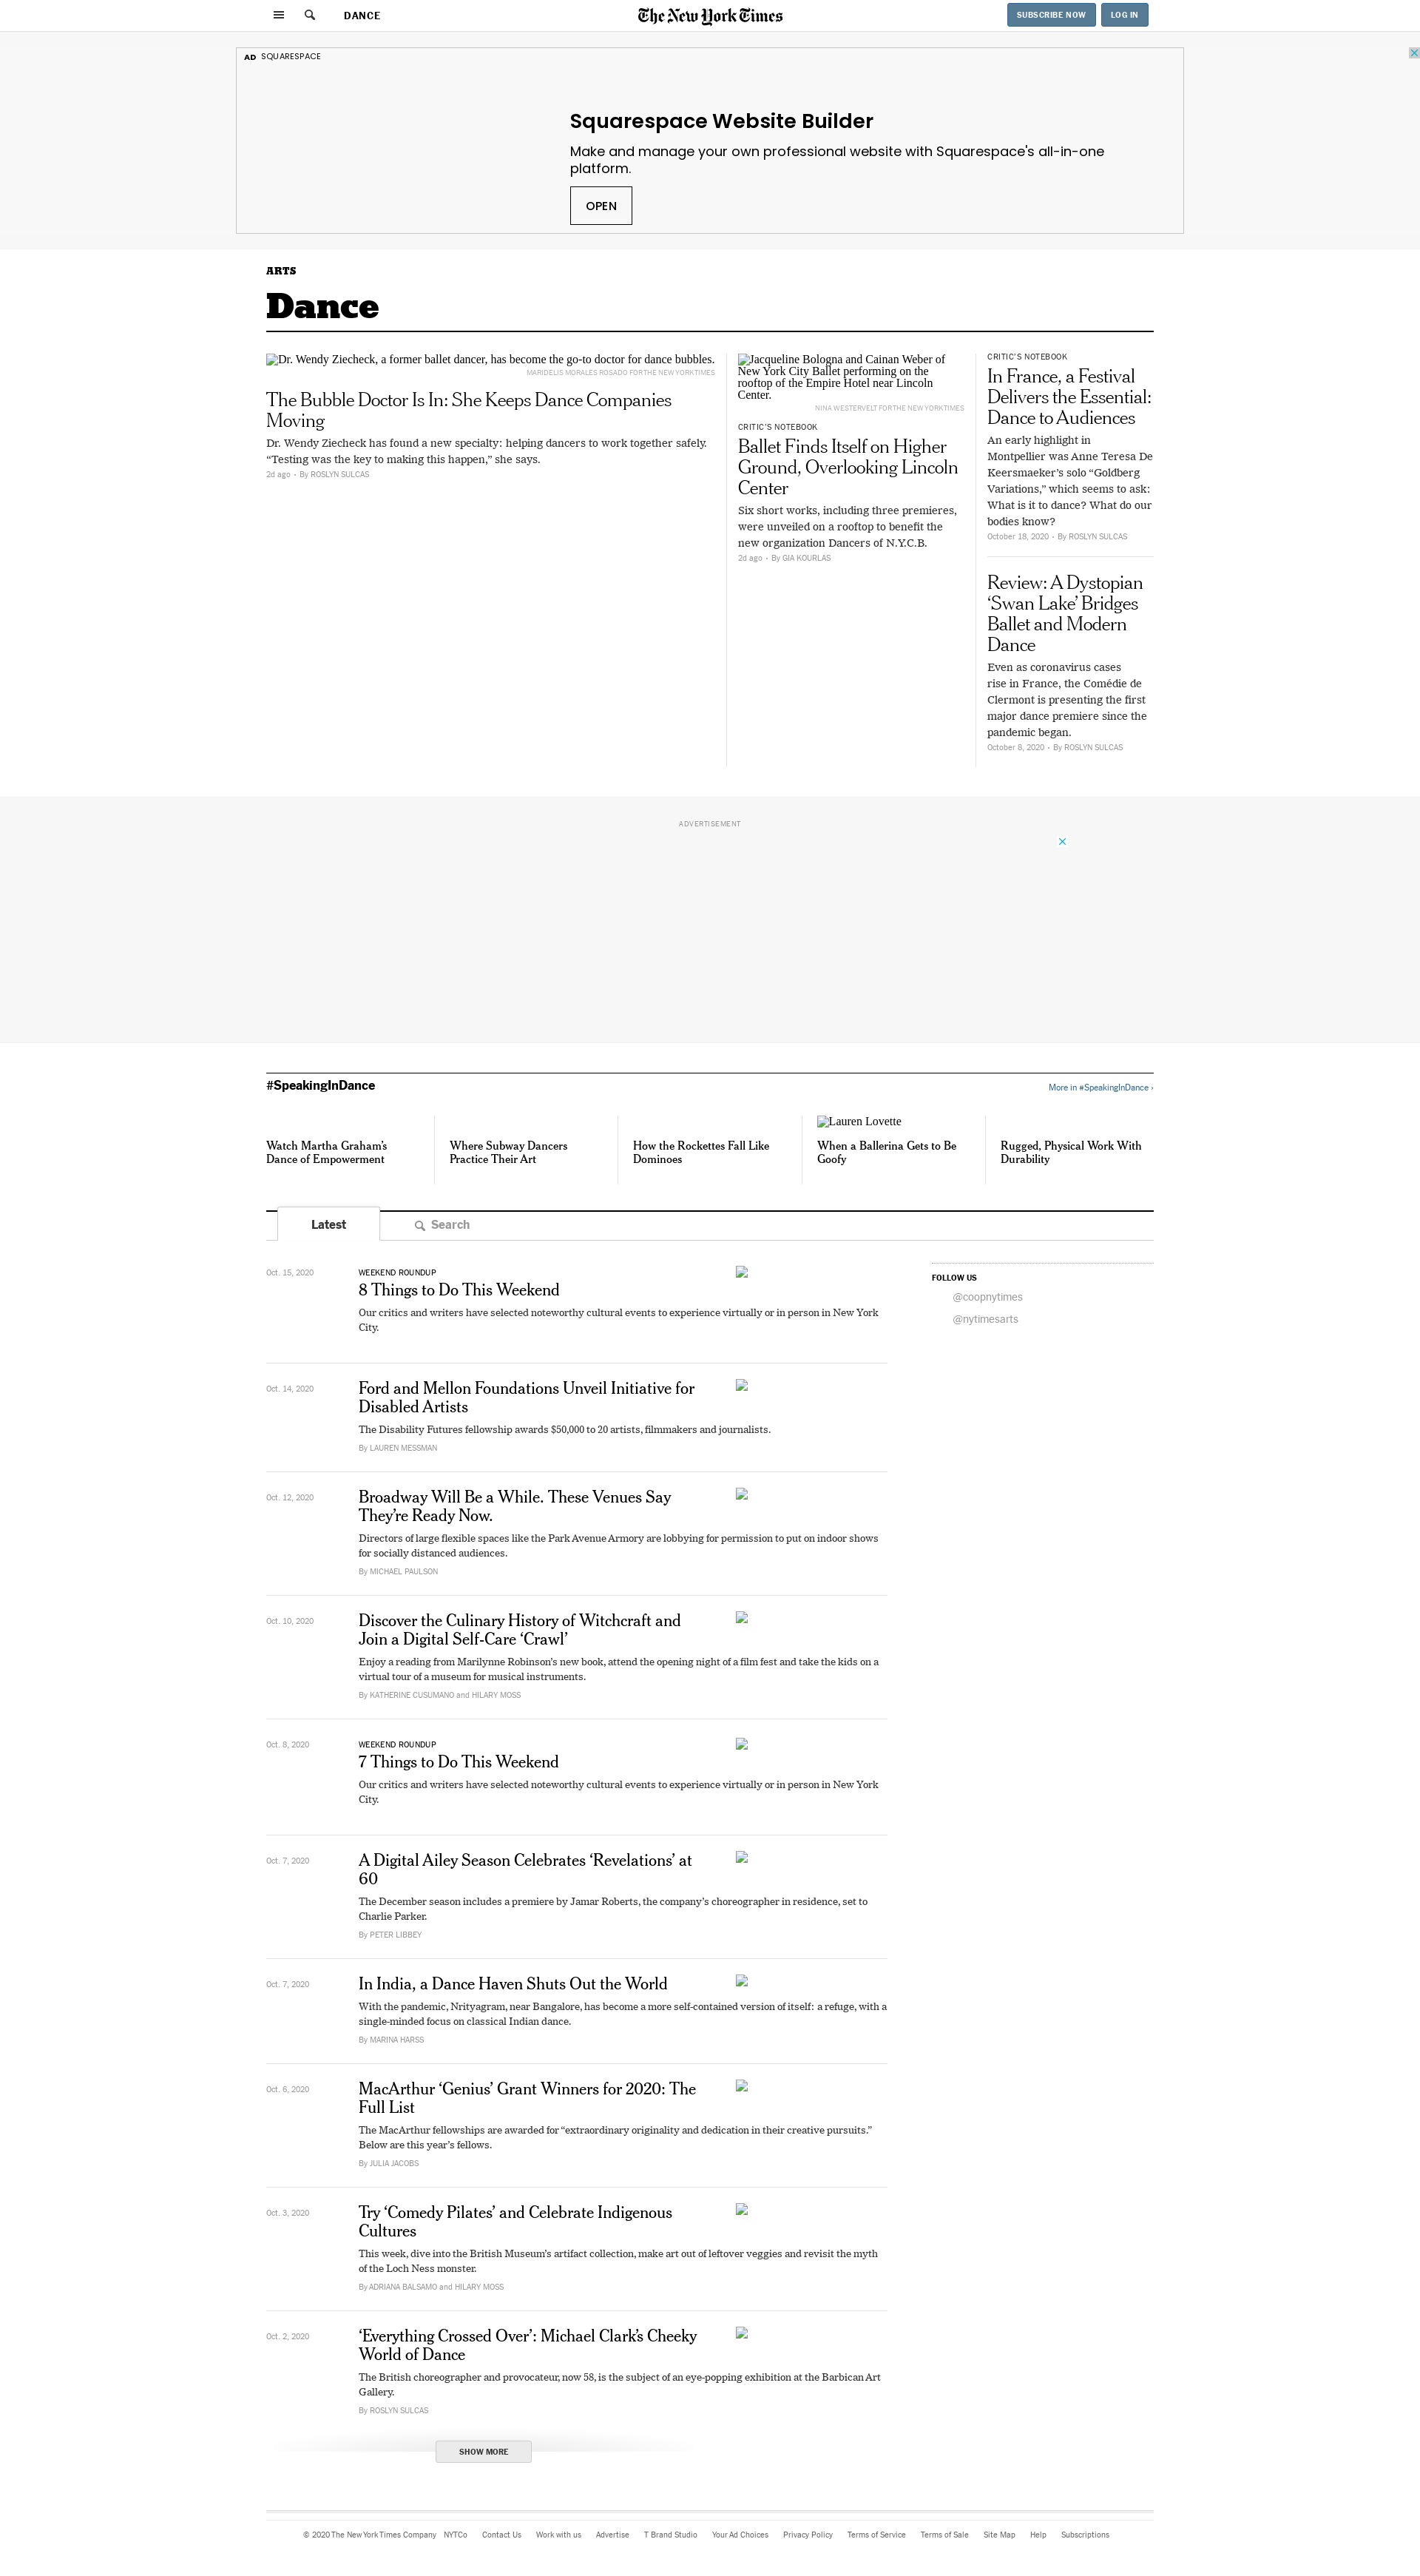 DANCE
The New York Times
SUBSCRIBE NOW
LOG IN
AD SQUARESPACE
Squarespace Website Builder
Make and manage your own professional website with Squarespace's all-in-one
platform.
OPEN
ARTS
Dance
Dr. Wendy Ziecheck, a former ballet dancer, has become the go-to doctor for dance bubbles.
MARIDELIS MORALES ROSADO FOR THE NEW YORK TIMES
The Bubble Doctor Is In: She Keeps Dance Companies
Moving
Dr. Wendy Ziecheck has found a new specialty: helping dancers to work together safely.
“Testing was the key to making this happen,” she says.
2d ago • By ROSLYN SULCAS
Jacqueline Bologna and Cainan Weber of
New York City Ballet performing on the
rooftop of the Empire Hotel near Lincoln
Center.
NINA WESTERVELT FOR THE NEW YORK TIMES
CRITIC’S NOTEBOOK
Ballet Finds Itself on Higher
Ground, Overlooking Lincoln
Center
Six short works, including three premieres,
were unveiled on a rooftop to benefit the
new organization Dancers of N.Y.C.B.
2d ago • By GIA KOURLAS
CRITIC’S NOTEBOOK
In France, a Festival
Delivers the Essential:
Dance to Audiences
An early highlight in
Montpellier was Anne Teresa De
Keersmaeker’s solo “Goldberg
Variations,” which seems to ask:
What is it to dance? What do our
bodies know?
October 18, 2020 • By ROSLYN SULCAS
Review: A Dystopian
‘Swan Lake’ Bridges
Ballet and Modern
Dance
Even as coronavirus cases
rise in France, the Comédie de
Clermont is presenting the first
major dance premiere since the
pandemic began.
October 8, 2020 • By ROSLYN SULCAS
ADVERTISEMENT
#SpeakingInDance
More in #SpeakingInDance ›
Watch Martha Graham’s
Dance of Empowerment
Where Subway Dancers
Practice Their Art
How the Rockettes Fall Like
Dominoes
Lauren Lovette
When a Ballerina Gets to Be
Goofy
Rugged, Physical Work With
Durability
Latest
Search
Oct. 15, 2020
WEEKEND ROUNDUP
8 Things to Do This Weekend
Our critics and writers have selected noteworthy cultural events to experience virtually or in person in New York
City.
FOLLOW US
@coopnytimes
@nytimesarts
Oct. 14, 2020
Ford and Mellon Foundations Unveil Initiative for
Disabled Artists
The Disability Futures fellowship awards $50,000 to 20 artists, filmmakers and journalists.
By LAUREN MESSMAN
Oct. 12, 2020
Broadway Will Be a While. These Venues Say
They’re Ready Now.
Directors of large flexible spaces like the Park Avenue Armory are lobbying for permission to put on indoor shows
for socially distanced audiences.
By MICHAEL PAULSON
Oct. 10, 2020
Discover the Culinary History of Witchcraft and
Join a Digital Self-Care ‘Crawl’
Enjoy a reading from Marilynne Robinson’s new book, attend the opening night of a film fest and take the kids on a
virtual tour of a museum for musical instruments.
By KATHERINE CUSUMANO and HILARY MOSS
Oct. 8, 2020
WEEKEND ROUNDUP
7 Things to Do This Weekend
Our critics and writers have selected noteworthy cultural events to experience virtually or in person in New York
City.
Oct. 7, 2020
A Digital Ailey Season Celebrates ‘Revelations’ at
60
The December season includes a premiere by Jamar Roberts, the company’s choreographer in residence, set to
Charlie Parker.
By PETER LIBBEY
Oct. 7, 2020
In India, a Dance Haven Shuts Out the World
With the pandemic, Nrityagram, near Bangalore, has become a more self-contained version of itself: a refuge, with a
single-minded focus on classical Indian dance.
By MARINA HARSS
Oct. 6, 2020
MacArthur ‘Genius’ Grant Winners for 2020: The
Full List
The MacArthur fellowships are awarded for “extraordinary originality and dedication in their creative pursuits.”
Below are this year’s fellows.
By JULIA JACOBS
Oct. 3, 2020
Try ‘Comedy Pilates’ and Celebrate Indigenous
Cultures
This week, dive into the British Museum’s artifact collection, make art out of leftover veggies and revisit the myth
of the Loch Ness monster.
By ADRIANA BALSAMO and HILARY MOSS
Oct. 2, 2020
‘Everything Crossed Over’: Michael Clark’s Cheeky
World of Dance
The British choreographer and provocateur, now 58, is the subject of an eye-popping exhibition at the Barbican Art
Gallery.
By ROSLYN SULCAS
SHOW MORE
© 2020 The New York Times Company NYTCo Contact Us Work with us Advertise T Brand Studio Your Ad Choices Privacy Policy Terms of Service Terms of Sale Site Map Help Subscriptions